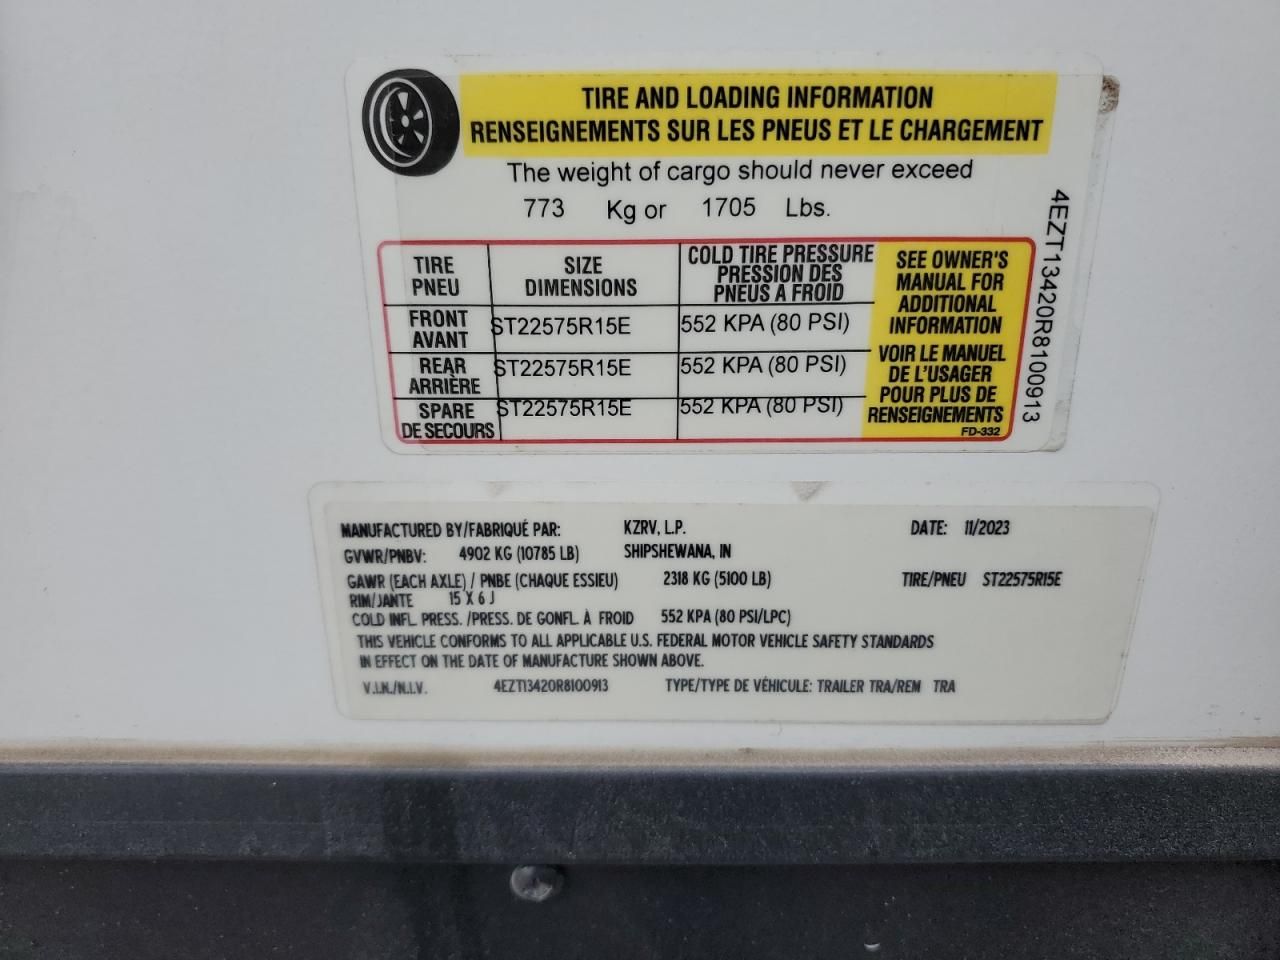 TIRE AND LOADING INFORMATION
RENSEIGNEMENTS SUR LES PNEUS ET LE CHARGEMENT
The weight of cargo should never exceed
773 Kg or 1705 Lbs.
TIRE PNEU SIZE DIMENSIONS COLD TIRE PRESSURE PRESSION DES PNEUS A FROID
FRONT AVANT ST22575R15E 552 KPA (80 PSI)
REAR ARRIÈRE ST22575R15E 552 KPA (80 PSI)
SPARE DE SECOURS ST22575R15E 552 KPA (80 PSI)
SEE OWNER'S
MANUAL FOR
ADDITIONAL
INFORMATION
VOIR LE MANUEL
DE L'USAGER
POUR PLUS DE
RENSEIGNEMENTS
FD-332
4EZT13420R8100913
MANUFACTURED BY/FABRIQUÉ PAR: KZRV, L.P. DATE: 11/2023
GVWR/PNBV: 4902 KG (10785 LB) SHIPSHEWANA, IN
GAWR (EACH AXLE) / PNBE (CHAQUE ESSIEU) 2318 KG (5100 LB) TIRE/PNEU ST22575R15E
RIM/JANTE 15 X 6 J
COLD INFL. PRESS. /PRESS. DE GONFL. À FROID 552 KPA (80 PSI/LPC)
THIS VEHICLE CONFORMS TO ALL APPLICABLE U.S. FEDERAL MOTOR VEHICLE SAFETY STANDARDS
IN EFFECT ON THE DATE OF MANUFACTURE SHOWN ABOVE.
V.I.N./N.I.V. 4EZT13420R8100913 TYPE/TYPE DE VÉHICULE: TRAILER TRA/REM TRA